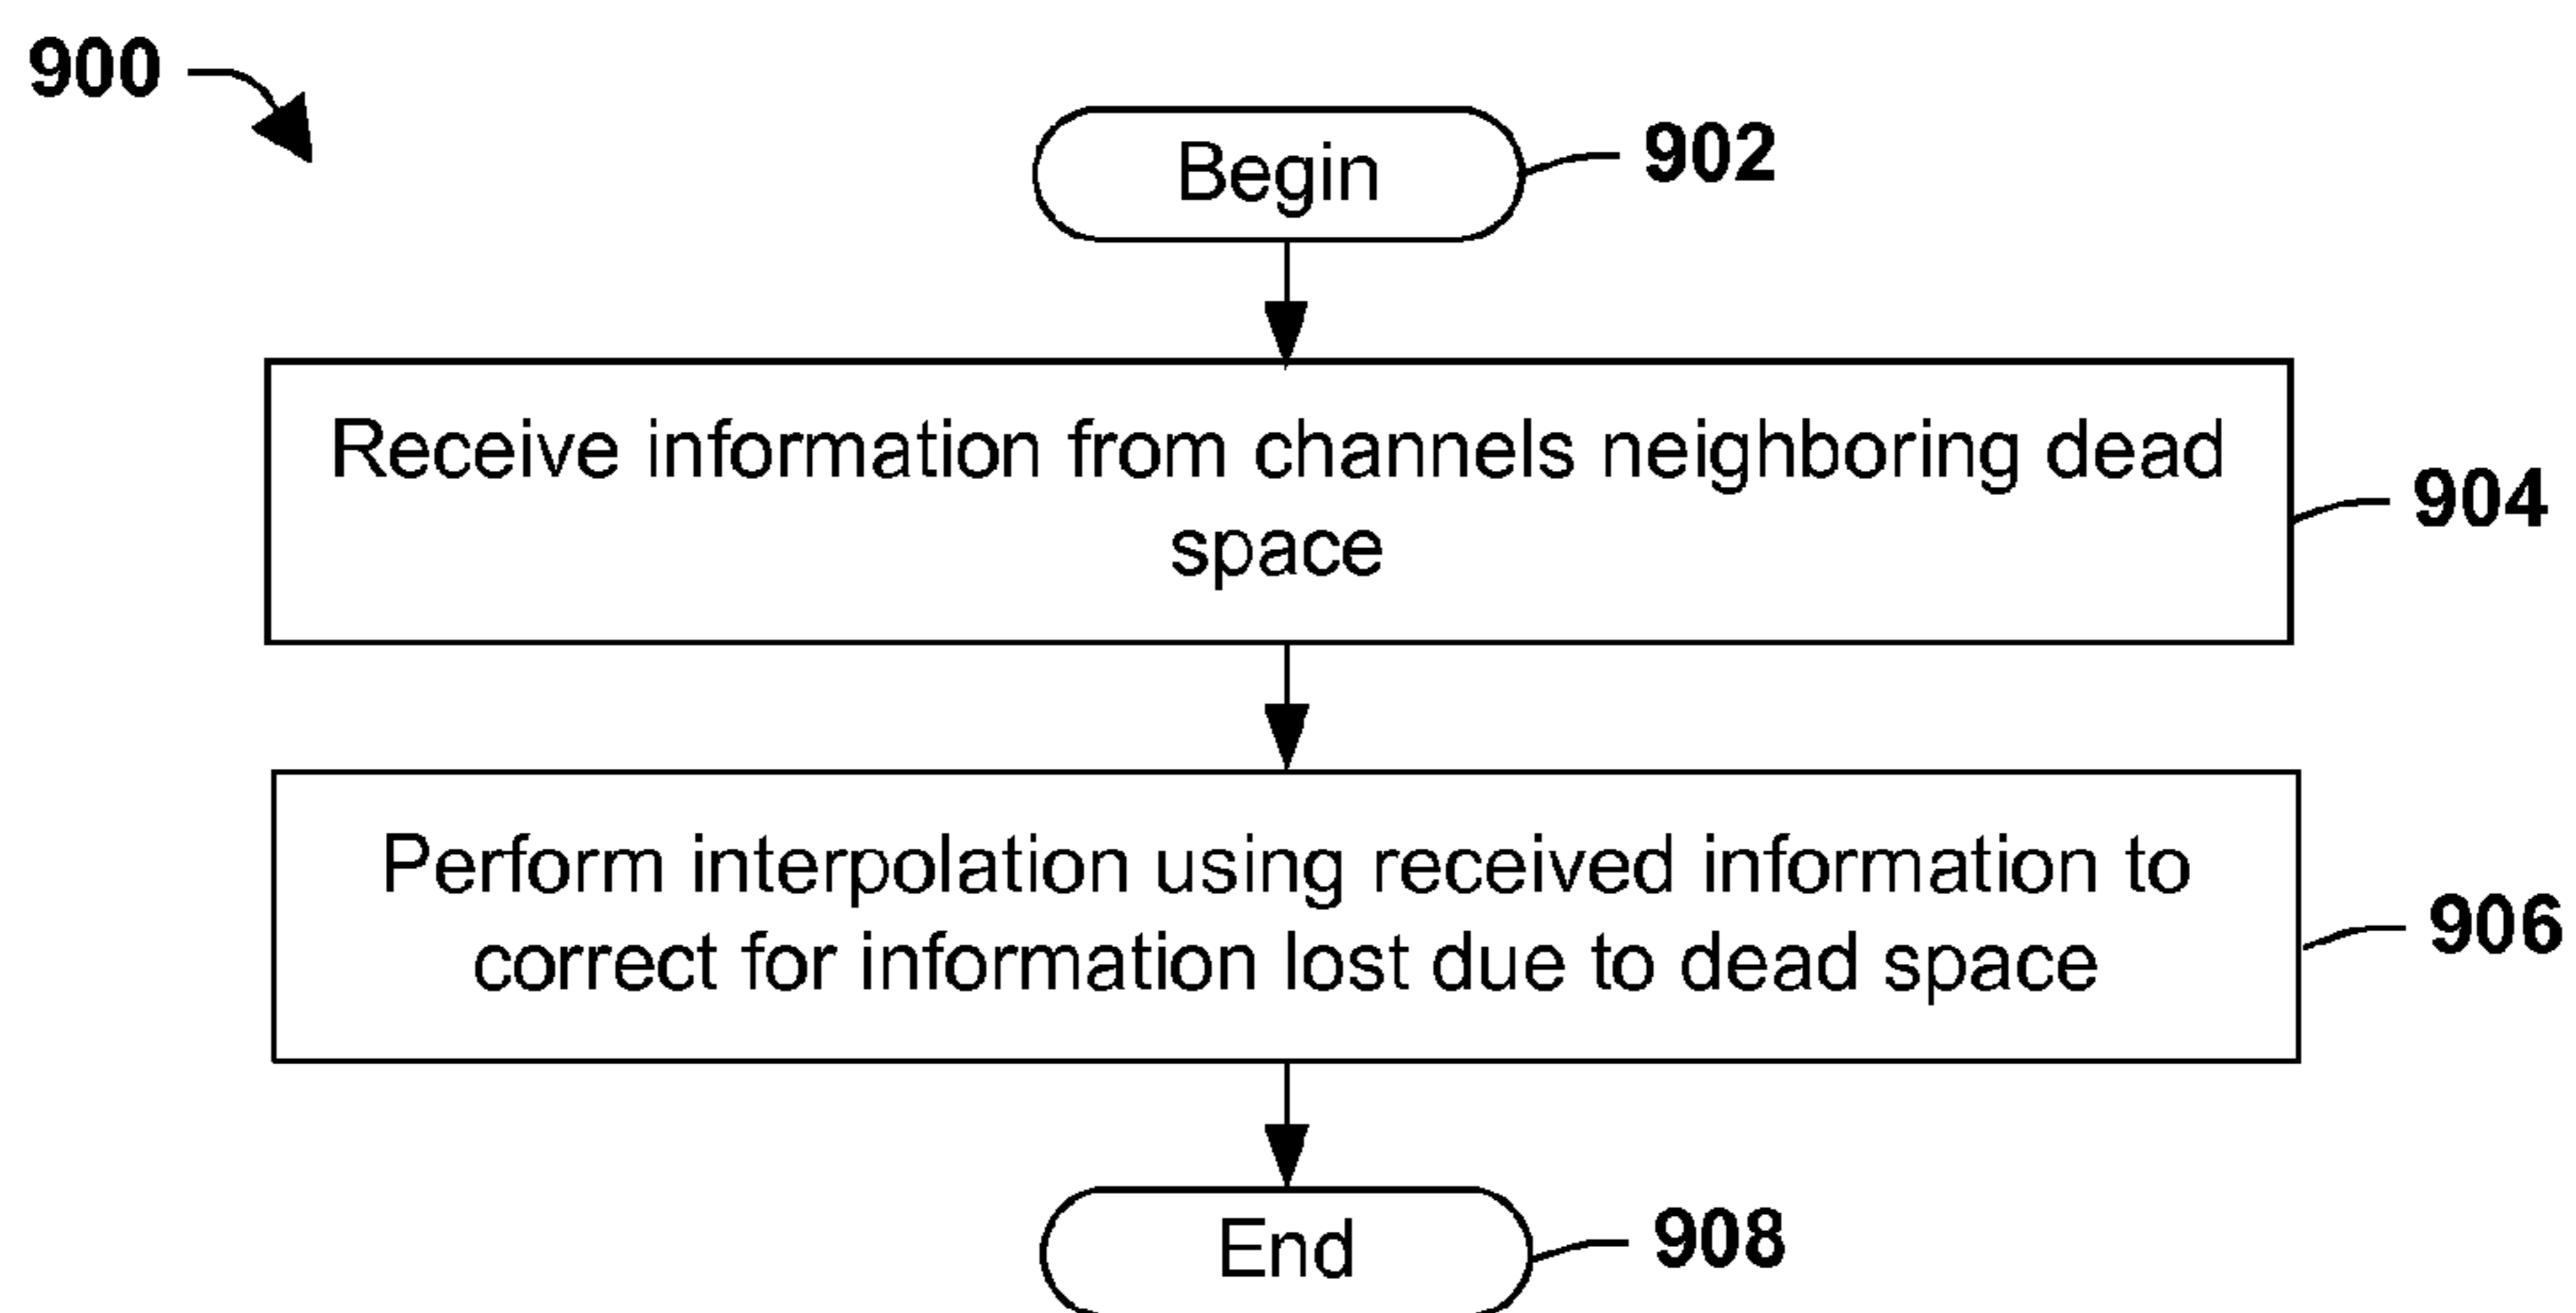 900
Begin
902
Receive information from channels neighboring dead
space
904
Perform interpolation using received information to
correct for information lost due to dead space
906
End
908